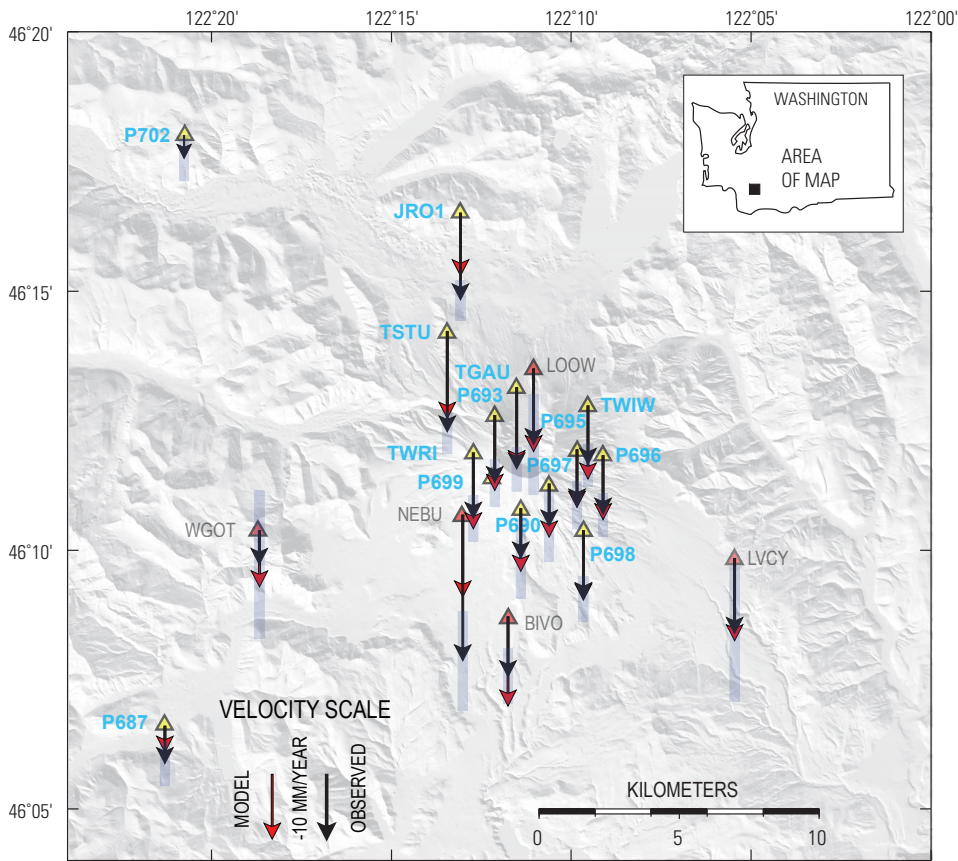 122°20' 122°15' 122°10' 122°05' 122°00'
46°20'
WASHINGTON
P702
AREA
OF MAP
JRO1
46°15'
TSTU
TGAU LOOW
P693
P695 TWIW
TWRI P696
P699 P697
NEBU P690
WGOT
46°10'
P698
LVCY
BIVO
P687
VELOCITY SCALE
MODEL
-10 MM/YEAR
OBSERVED
KILOMETERS
0 5 10
46°05'